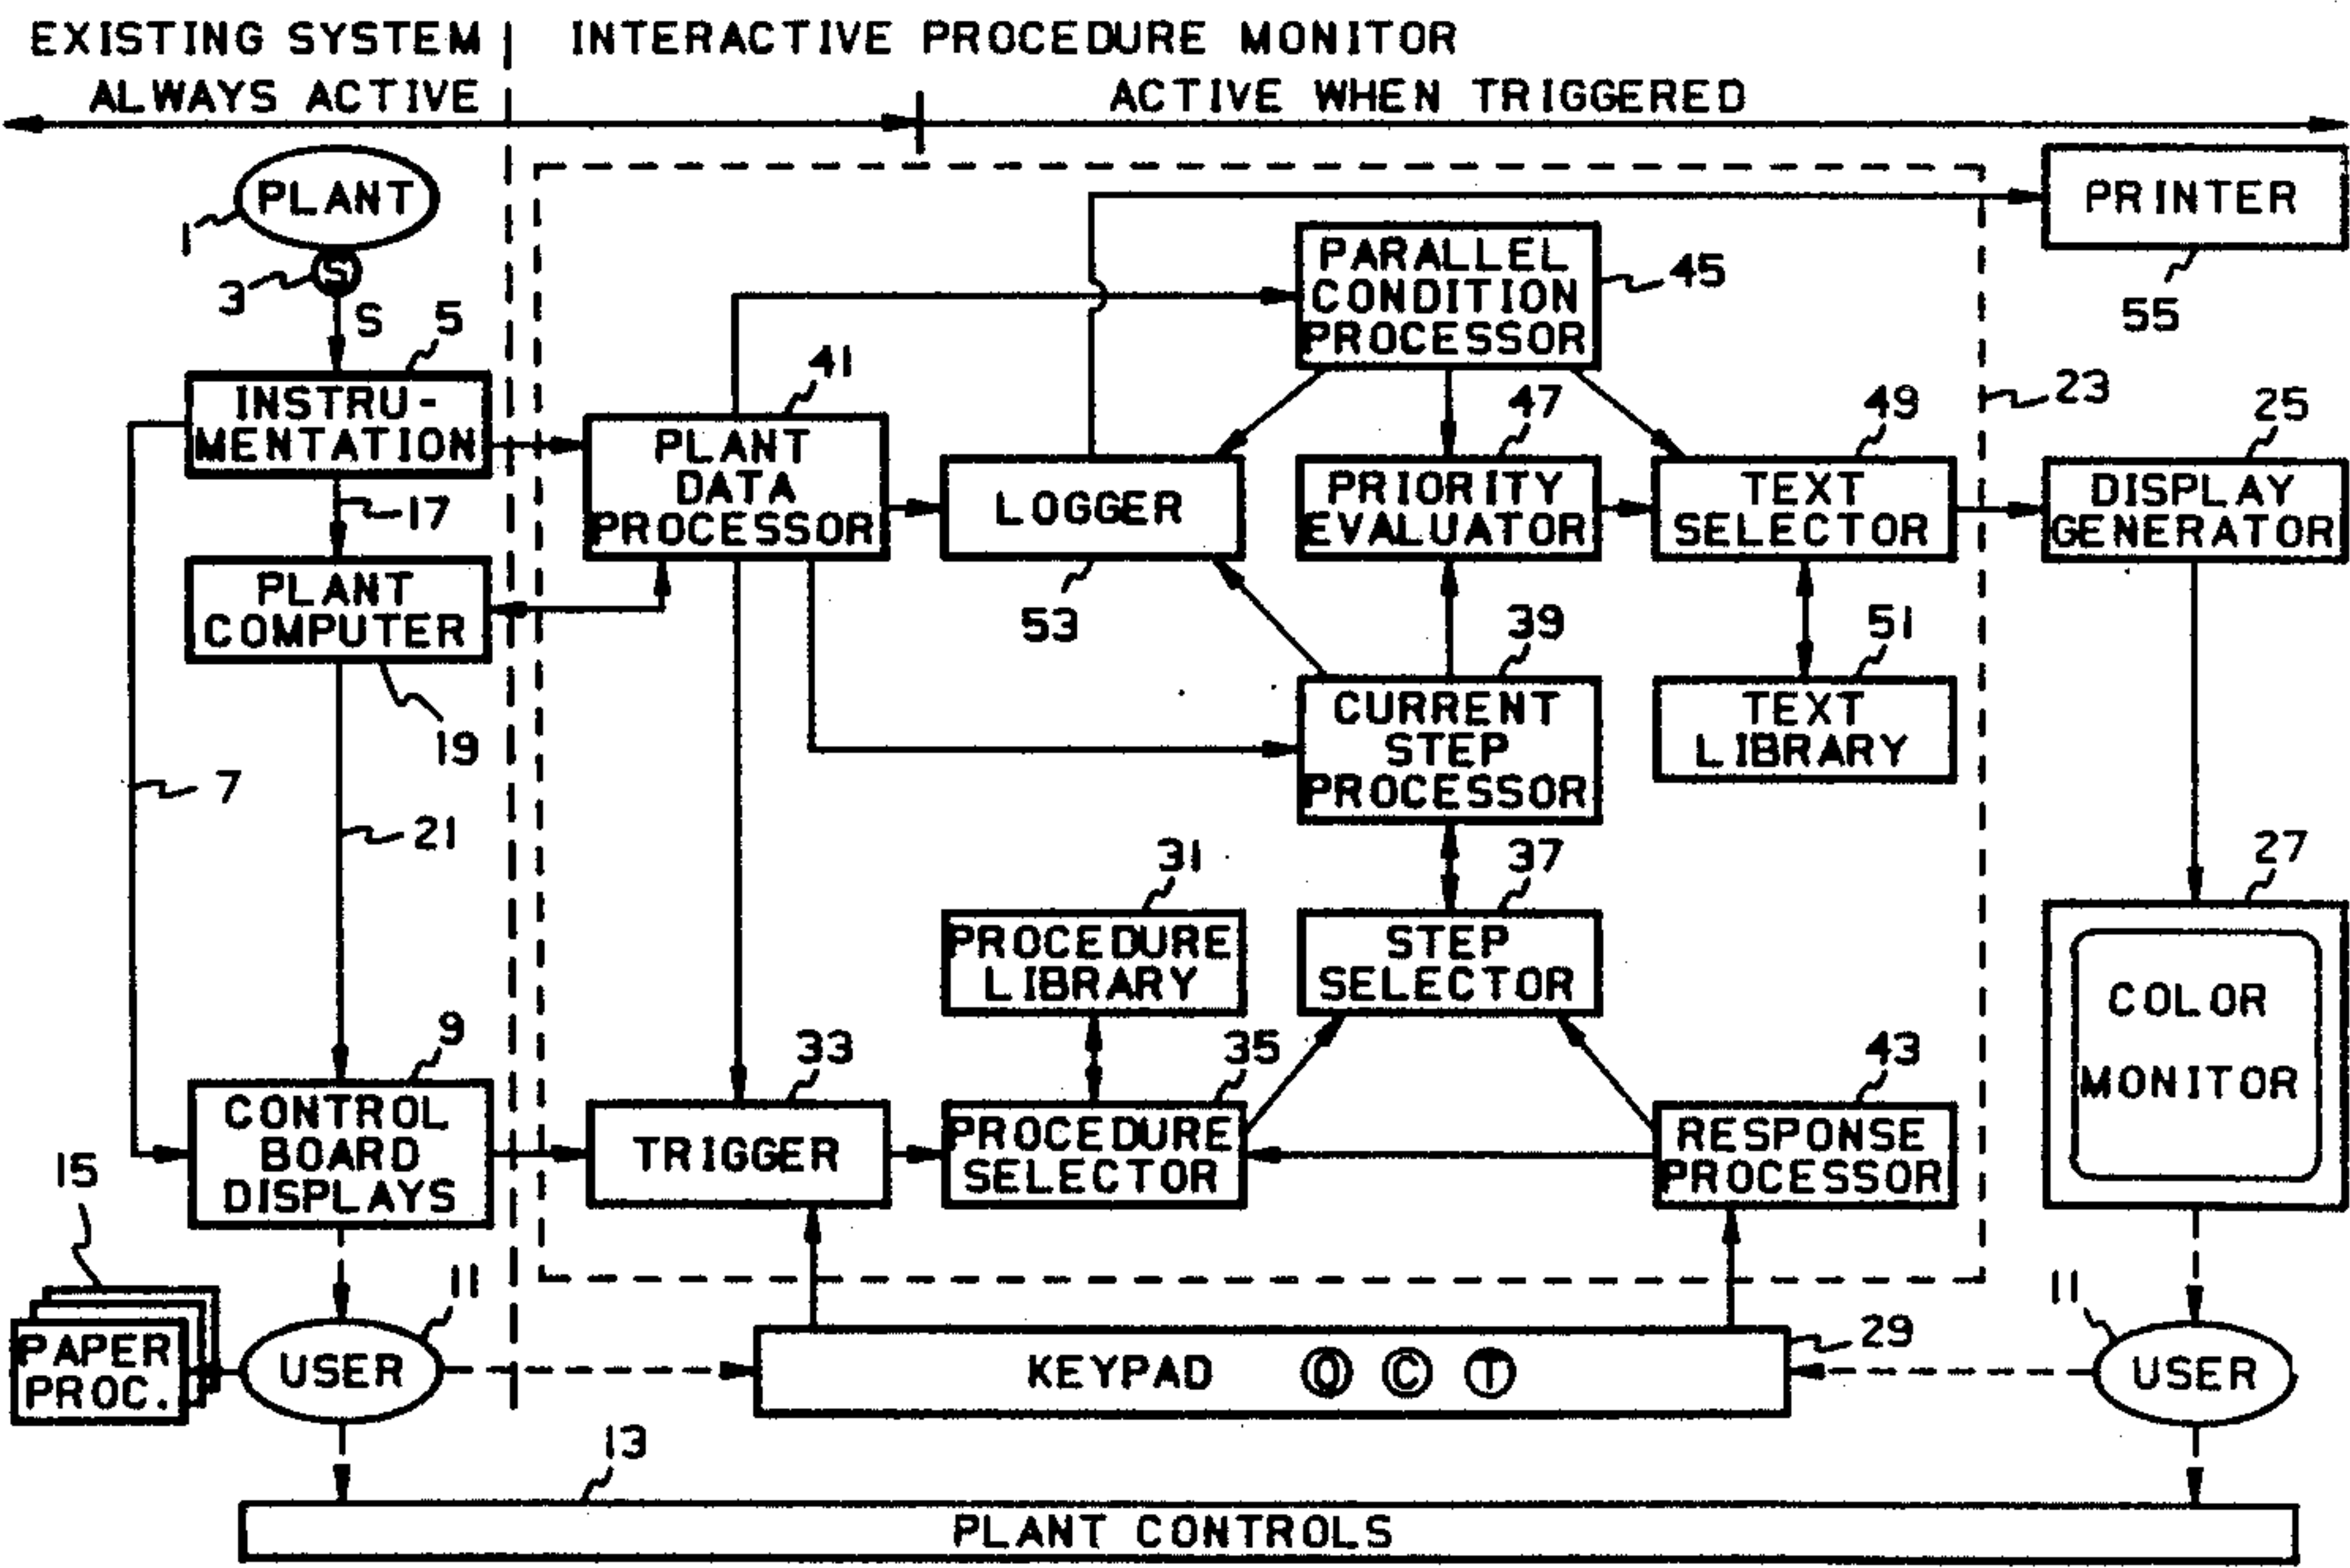 EXISTING SYSTEM
INTERACTIVE PROCEDURE MONITOR
ALWAYS ACTIVE
ACTIVE WHEN TRIGGERED
PLANT
1
S
3
S
5
INSTRU-
MENTATION
17
PLANT
COMPUTER
19
7
21
9
CONTROL
BOARD
DISPLAYS
15
PAPER
PROC.
11
USER
13
PLANT CONTROLS
41
PLANT
DATA
PROCESSOR
PARALLEL
CONDITION
PROCESSOR
45
PRINTER
55
23
LOGGER
53
47
PRIORITY
EVALUATOR
49
TEXT
SELECTOR
25
DISPLAY
GENERATOR
39
CURRENT
STEP
PROCESSOR
51
TEXT
LIBRARY
31
PROCEDURE
LIBRARY
37
STEP
SELECTOR
27
COLOR
MONITOR
33
TRIGGER
35
PROCEDURE
SELECTOR
43
RESPONSE
PROCESSOR
KEYPAD Q C T
29
11
USER